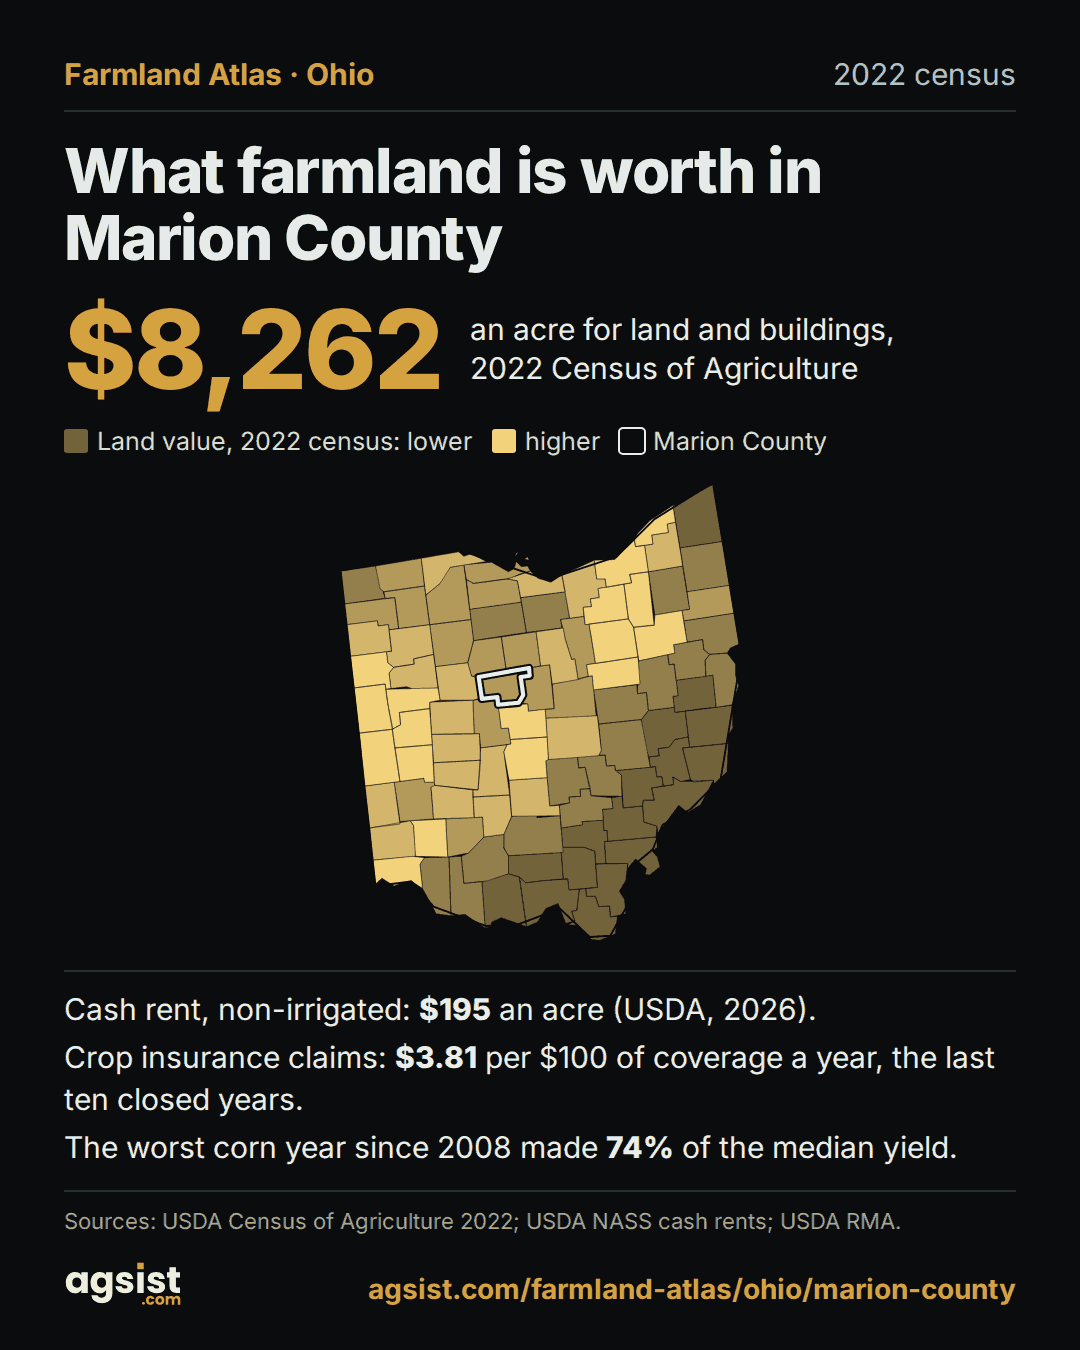 Farmland Atlas · Ohio
2022 census
What farmland is worth in
Marion County
$8,262
an acre for land and buildings,
2022 Census of Agriculture
Land value, 2022 census: lower
higher
Marion County
Cash rent, non-irrigated: $195 an acre (USDA, 2026).
Crop insurance claims: $3.81 per $100 of coverage a year, the last
ten closed years.
The worst corn year since 2008 made 74% of the median yield.
Sources: USDA Census of Agriculture 2022; USDA NASS cash rents; USDA RMA.
agsist
.com
agsist.com/farmland-atlas/ohio/marion-county